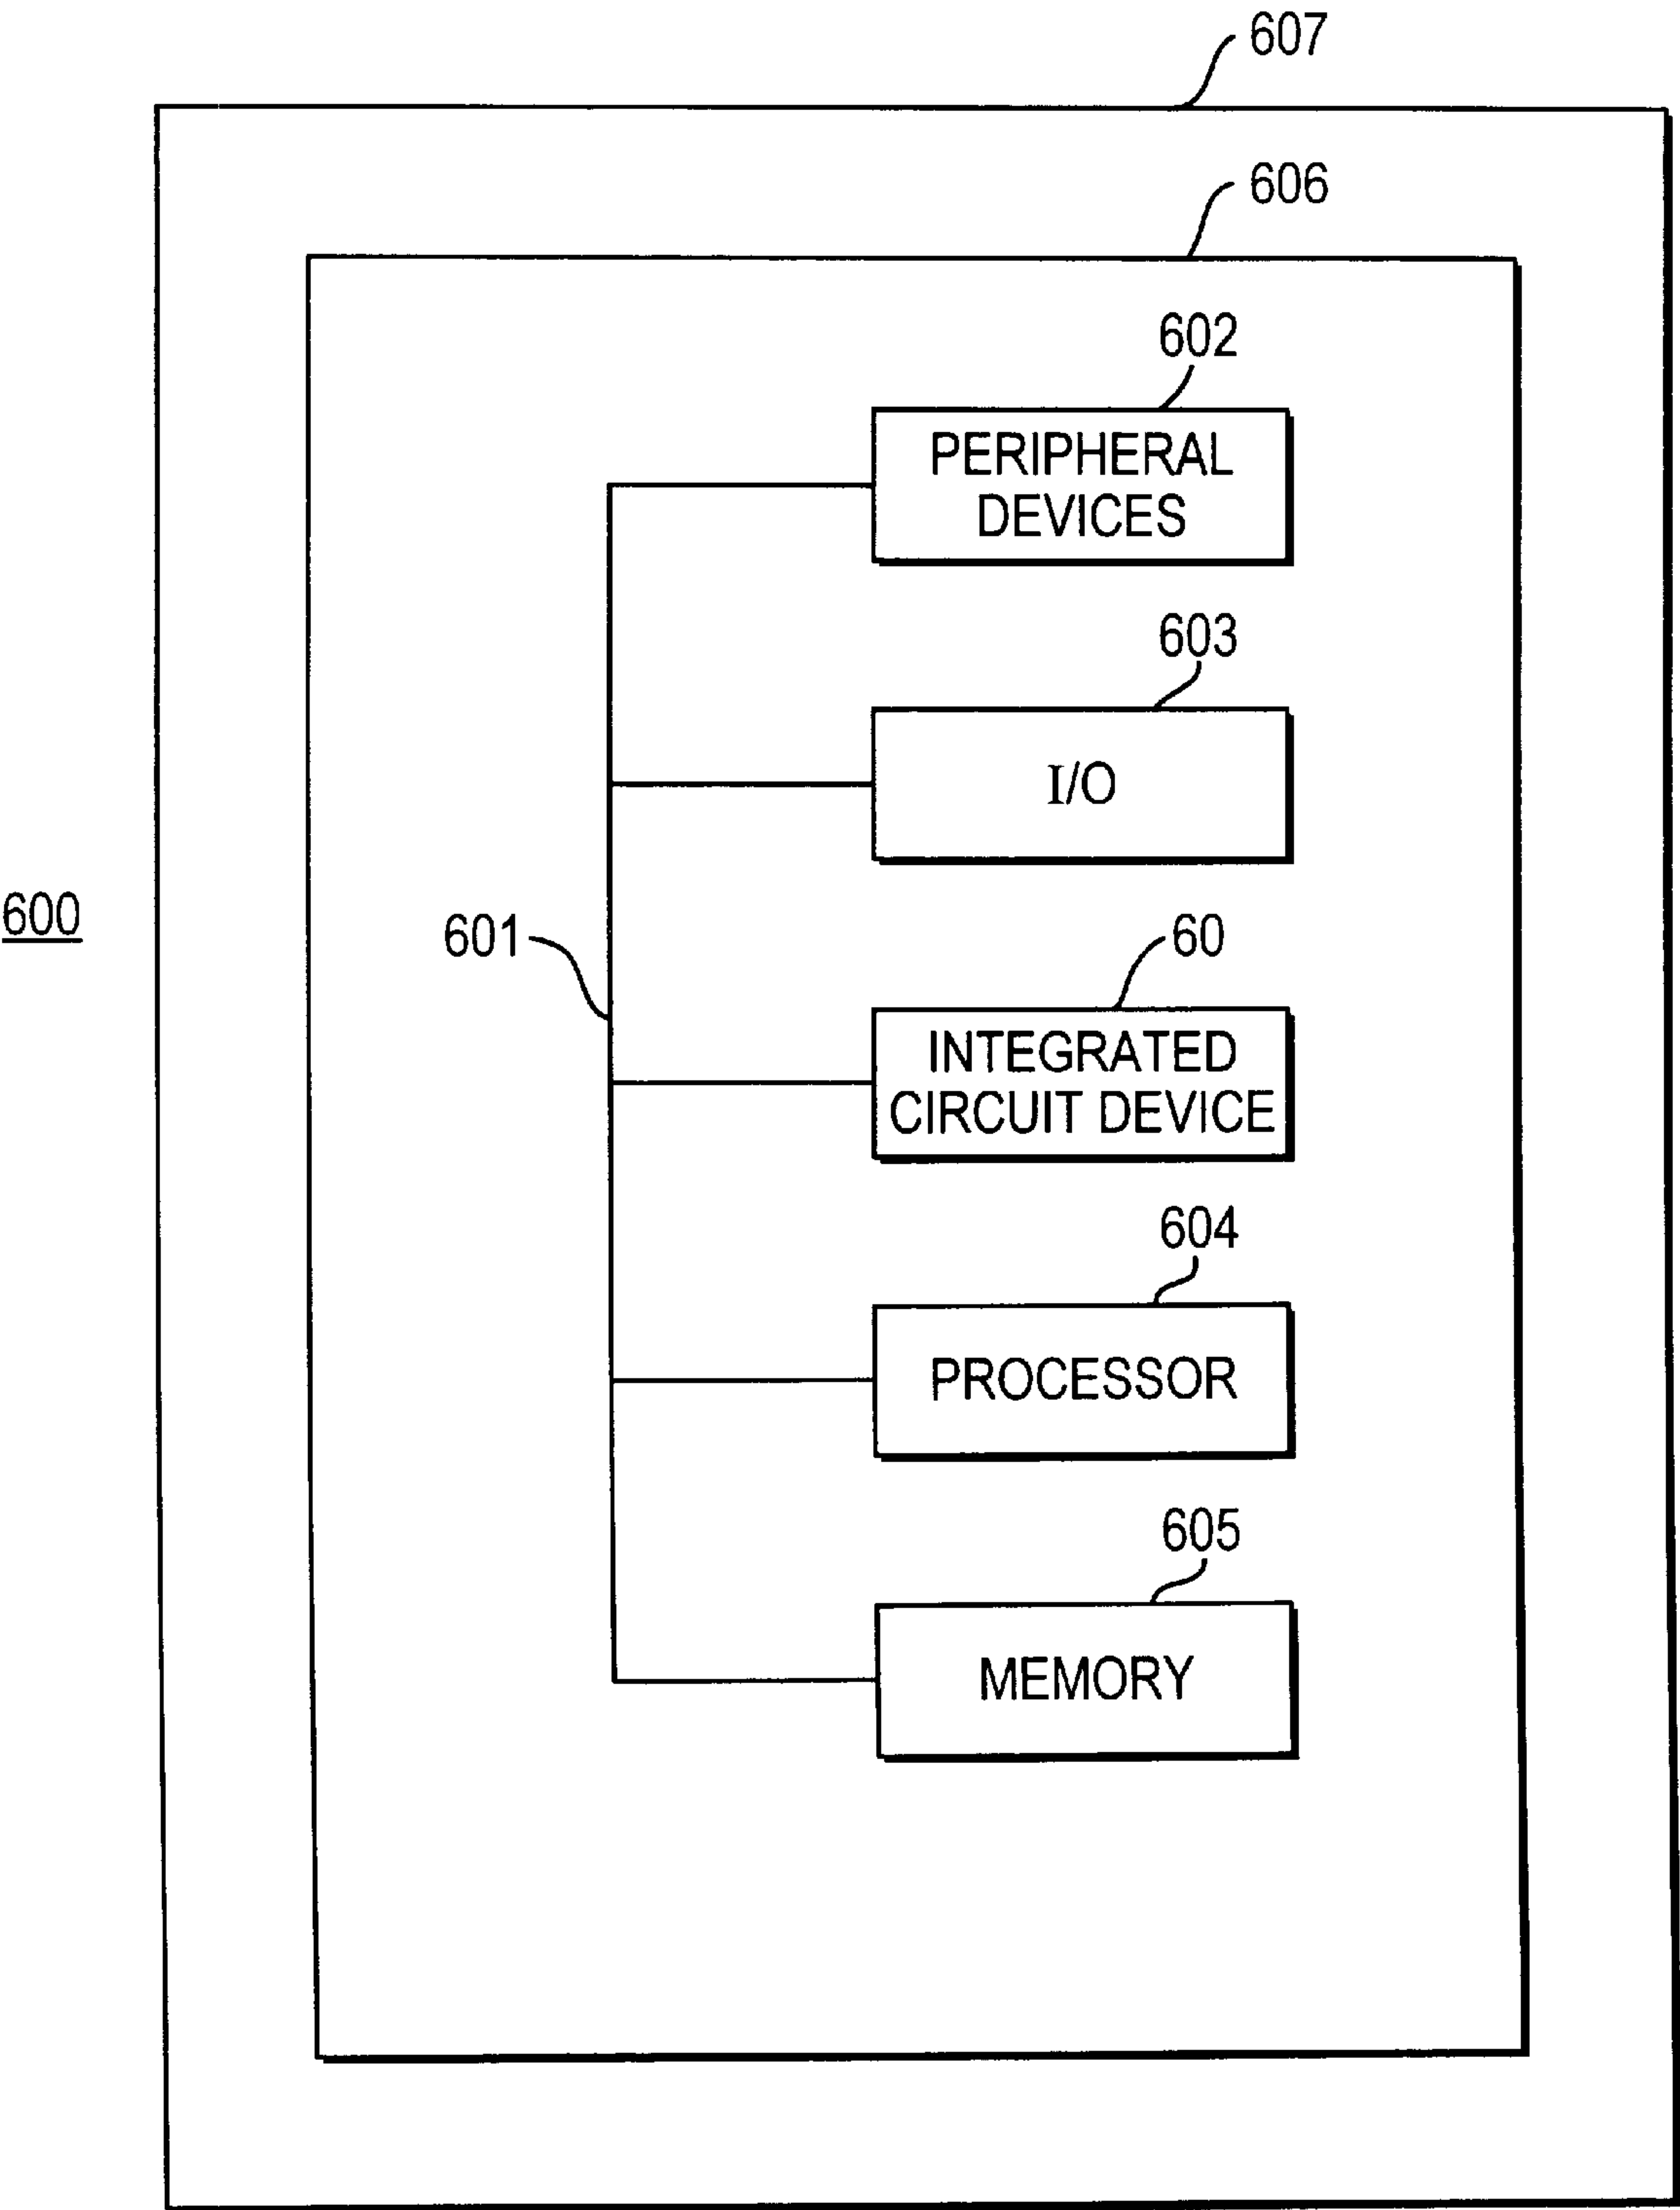 607
606
602
PERIPHERAL
DEVICES
603
I/O
600
601
60
INTEGRATED
CIRCUIT DEVICE
604
PROCESSOR
605
MEMORY